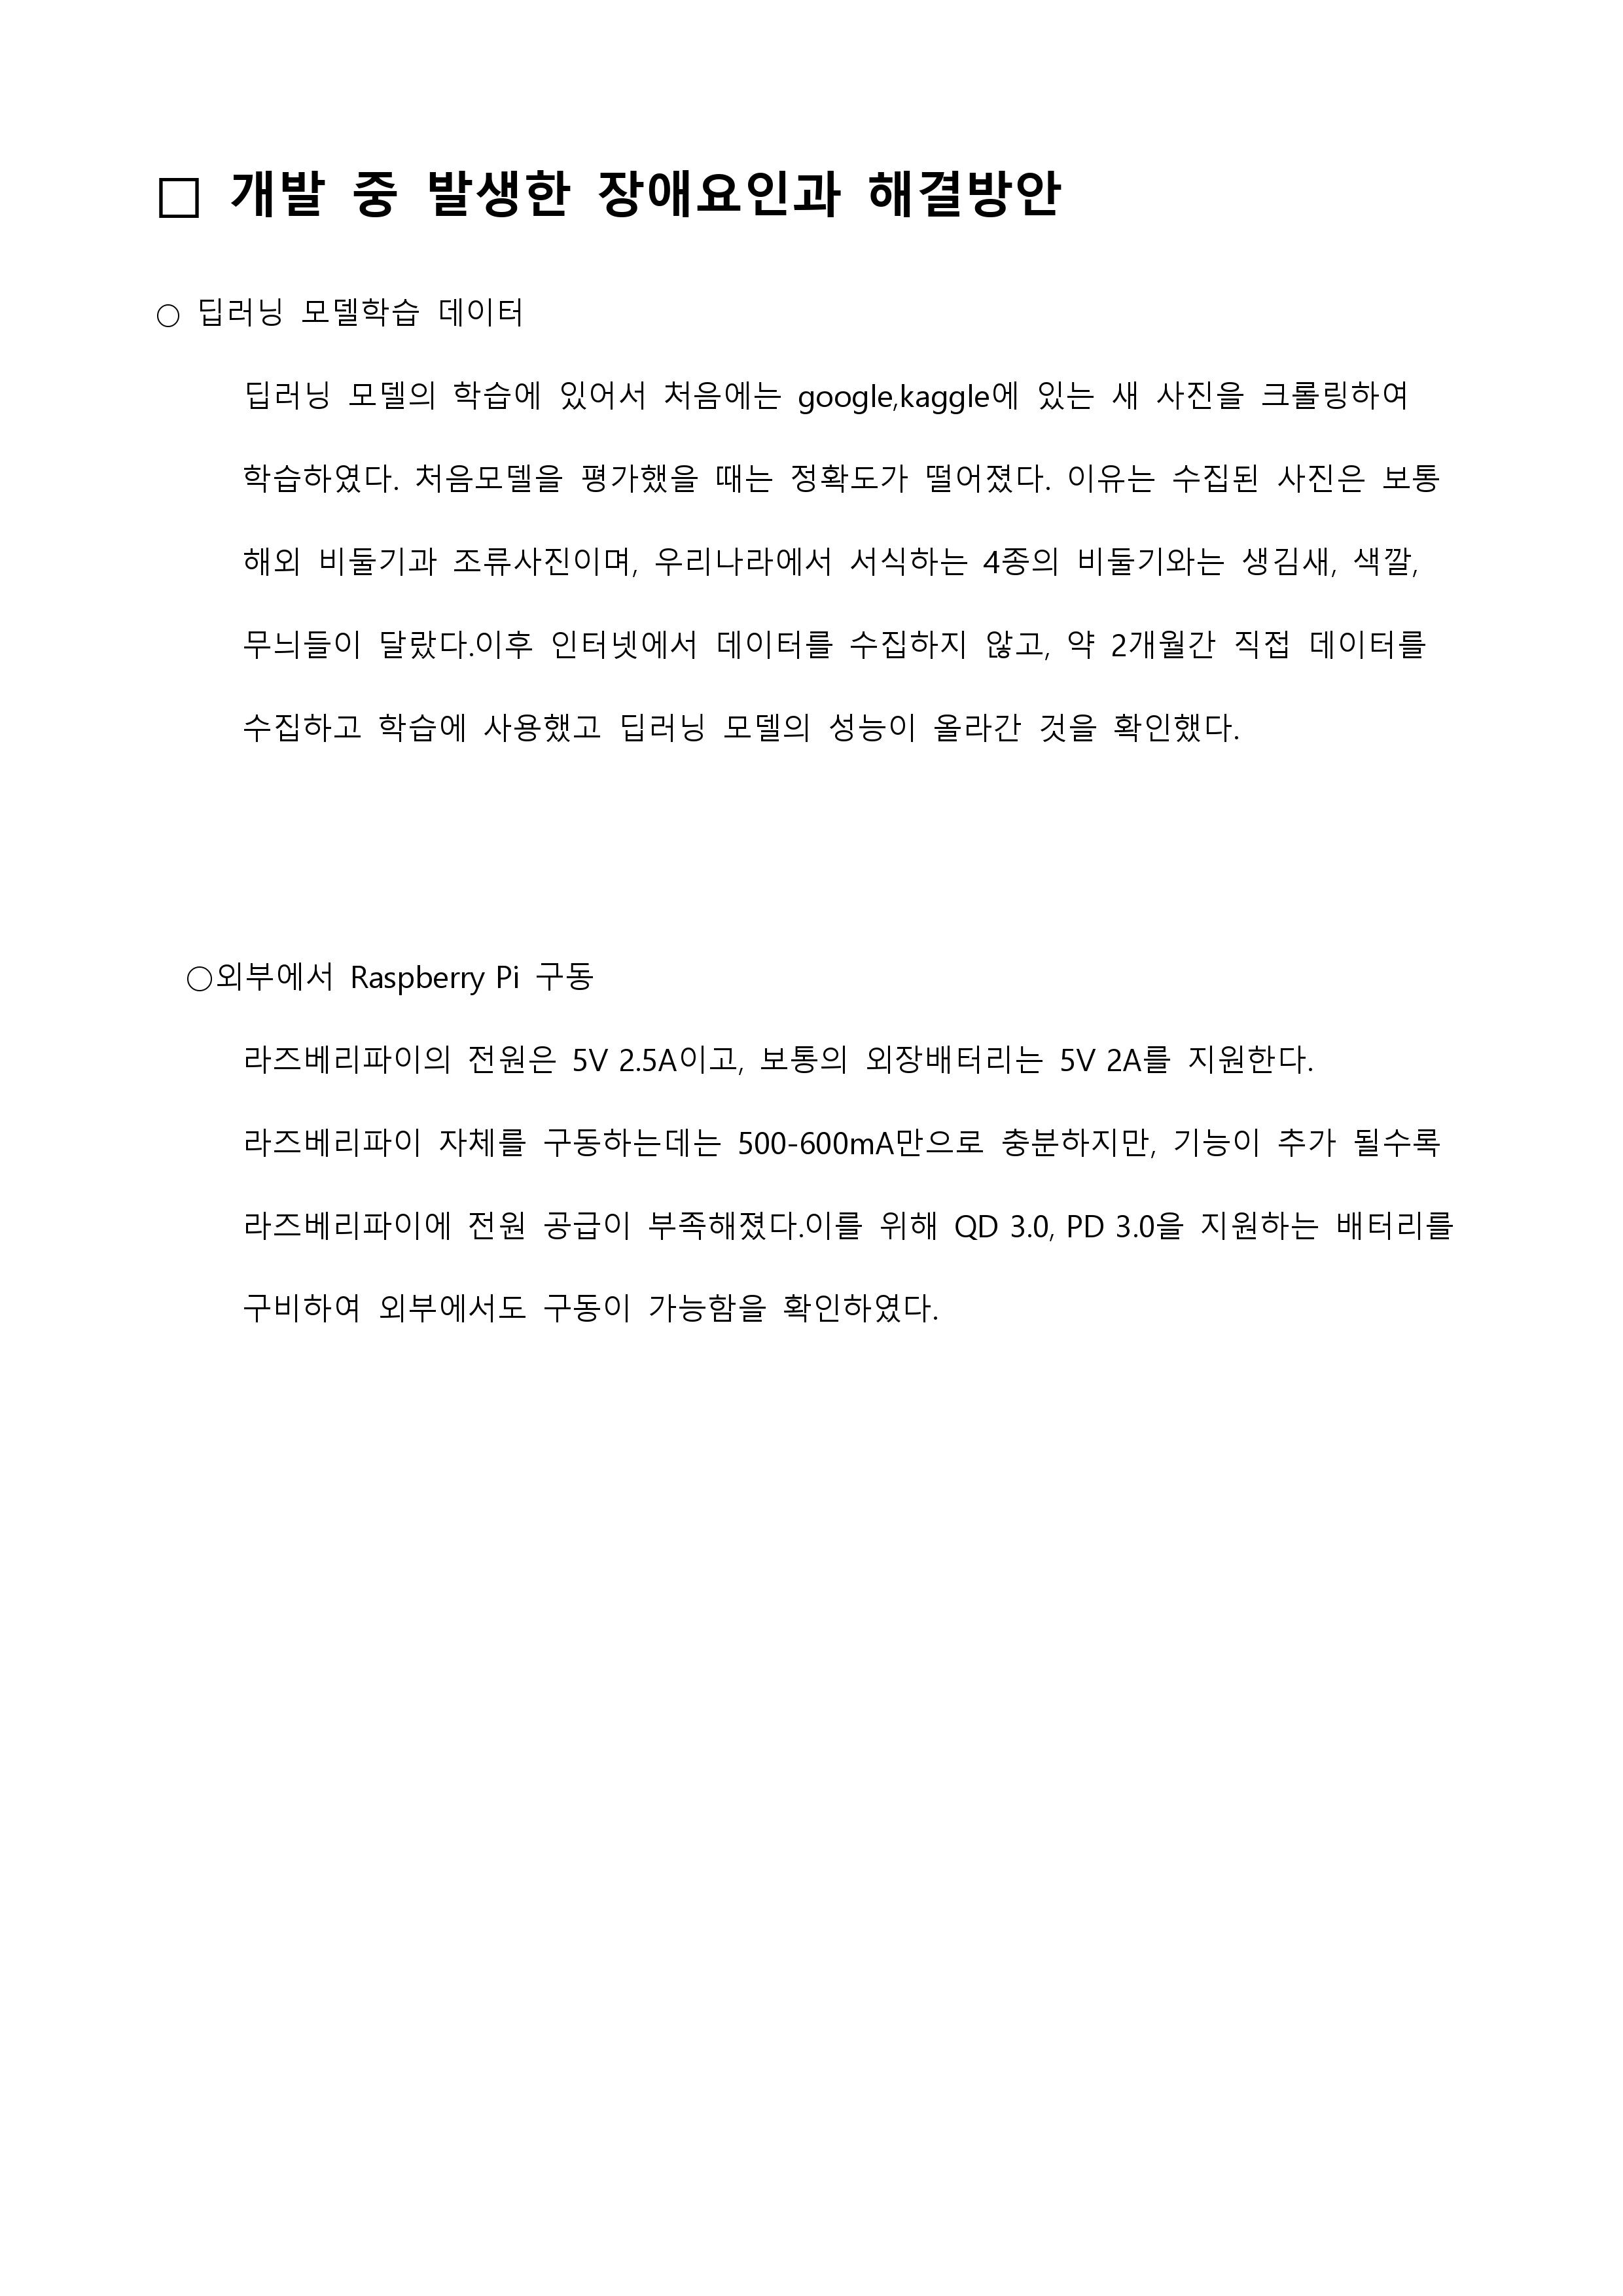 □ 개발 중 발생한 장애요인과 해결방안
○ 딥러닝 모델학습 데이터
딥러닝 모델의 학습에 있어서 처음에는 google,kaggle에 있는 새 사진을 크롤링하여
학습하였다. 처음모델을 평가했을 때는 정확도가 떨어졌다. 이유는 수집된 사진은 보통
해외 비둘기과 조류사진이며, 우리나라에서 서식하는 4종의 비둘기와는 생김새, 색깔,
무늬들이 달랐다.이후 인터넷에서 데이터를 수집하지 않고, 약 2개월간 직접 데이터를
수집하고 학습에 사용했고 딥러닝 모델의 성능이 올라간 것을 확인했다.
○외부에서 Raspberry Pi 구동
라즈베리파이의 전원은 5V 2.5A이고, 보통의 외장배터리는 5V 2A를 지원한다.
라즈베리파이 자체를 구동하는데는 500-600mA만으로 충분하지만, 기능이 추가 될수록
라즈베리파이에 전원 공급이 부족해졌다.이를 위해 QD 3.0, PD 3.0을 지원하는 배터리를
구비하여 외부에서도 구동이 가능함을 확인하였다.